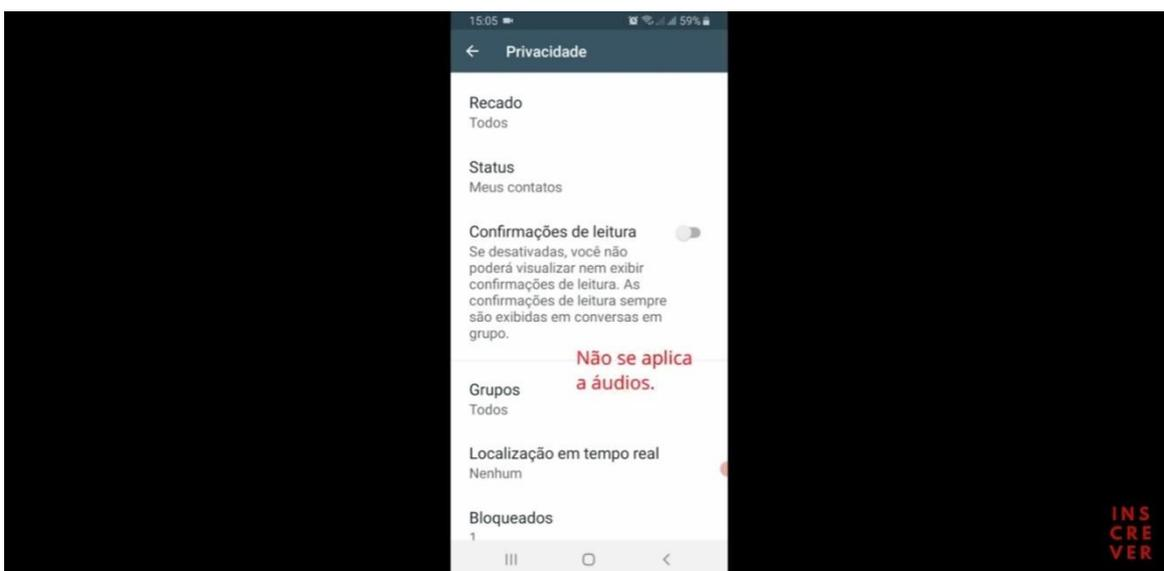 15:05
59%
Privacidade
Recado
Todos
Status
Meus contatos
Confirmações de leitura
Se desativadas, você não
poderá visualizar nem exibir
confirmações de leitura. As
confirmações de leitura sempre
são exibidas em conversas em
grupo.
Não se aplica
a áudios.
Grupos
Todos
Localização em tempo real
Nenhum
Bloqueados
1
INS
CRE
VER